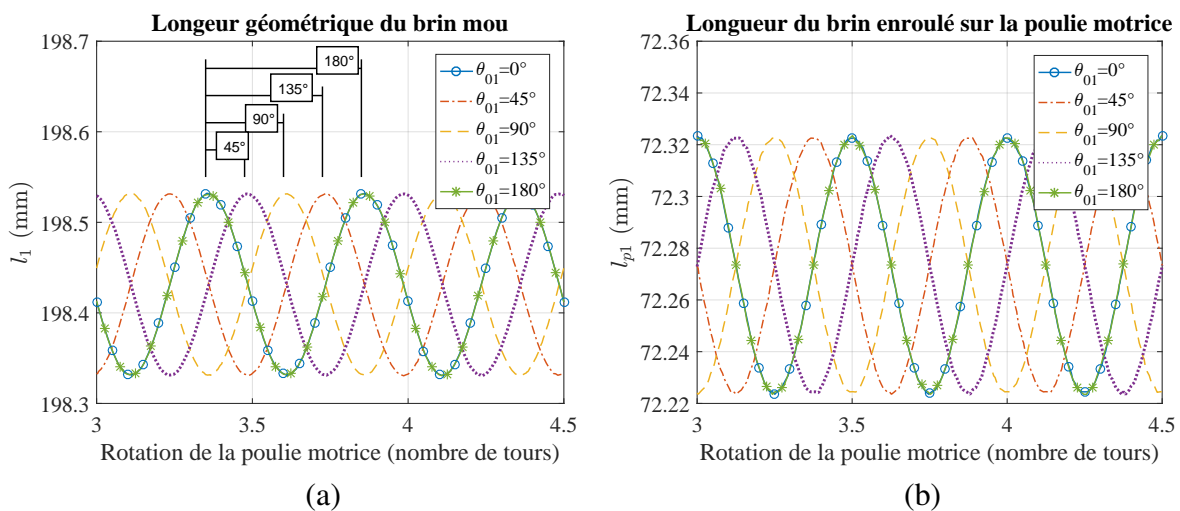 Longeur géométrique du brin mou
198.7
198.6
198.5
198.4
198.3
l1 (mm)
180°
135°
90°
45°
θ01=0°
θ01=45°
θ01=90°
θ01=135°
θ01=180°
3
3.5
4
4.5
Rotation de la poulie motrice (nombre de tours)
(a)
Longueur du brin enroulé sur la poulie motrice
72.36
72.34
72.32
72.3
72.28
72.26
72.24
72.22
lp1 (mm)
θ01=0°
θ01=45°
θ01=90°
θ01=135°
θ01=180°
3
3.5
4
4.5
Rotation de la poulie motrice (nombre de tours)
(b)